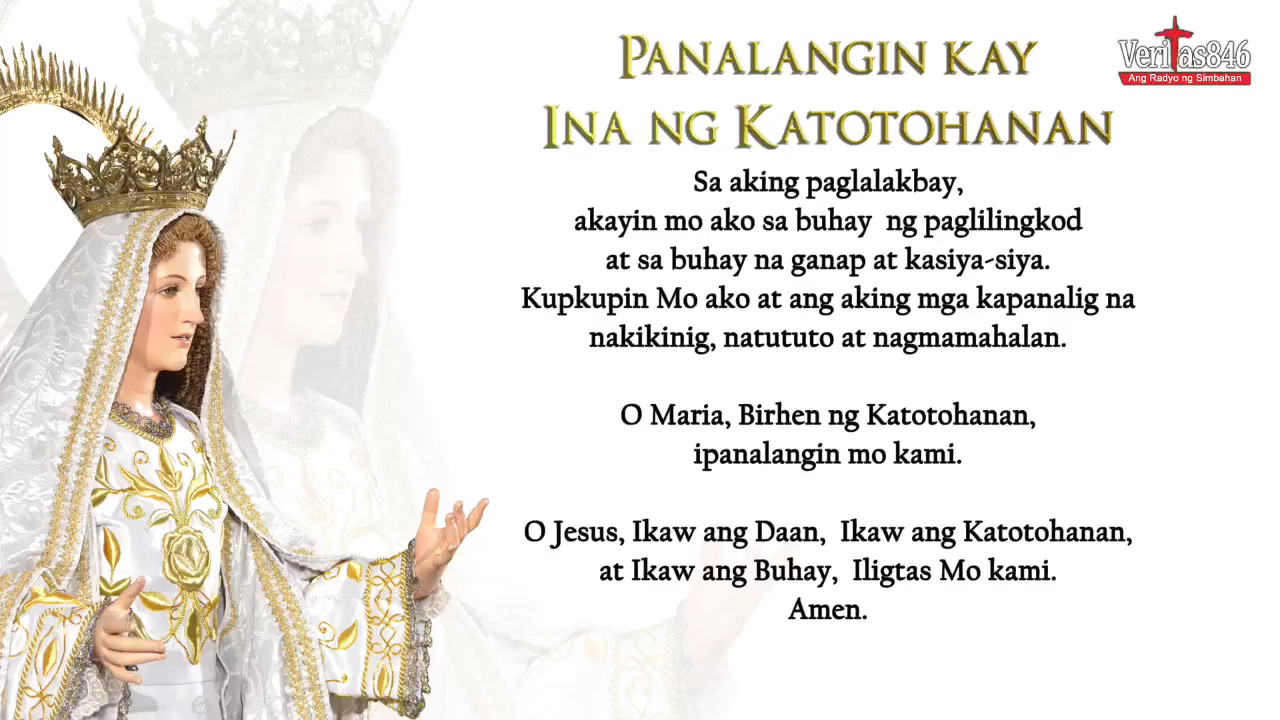 PANALANGIN KAY
INA NG KATOTOHANAN
Veritas846
Ang Radyo ng Simbahan
Sa aking paglalakbay,
akayin mo ako sa buhay ng paglilingkod
at sa buhay na ganap at kasiya-siya.
Kupkupin Mo ako at ang aking mga kapanalig na
nakikinig, natututo at nagmamahalan.
O Maria, Birhen ng Katotohanan,
ipanalangin mo kami.
O Jesus, Ikaw ang Daan, Ikaw ang Katotohanan,
at Ikaw ang Buhay, Iligtas Mo kami.
Amen.